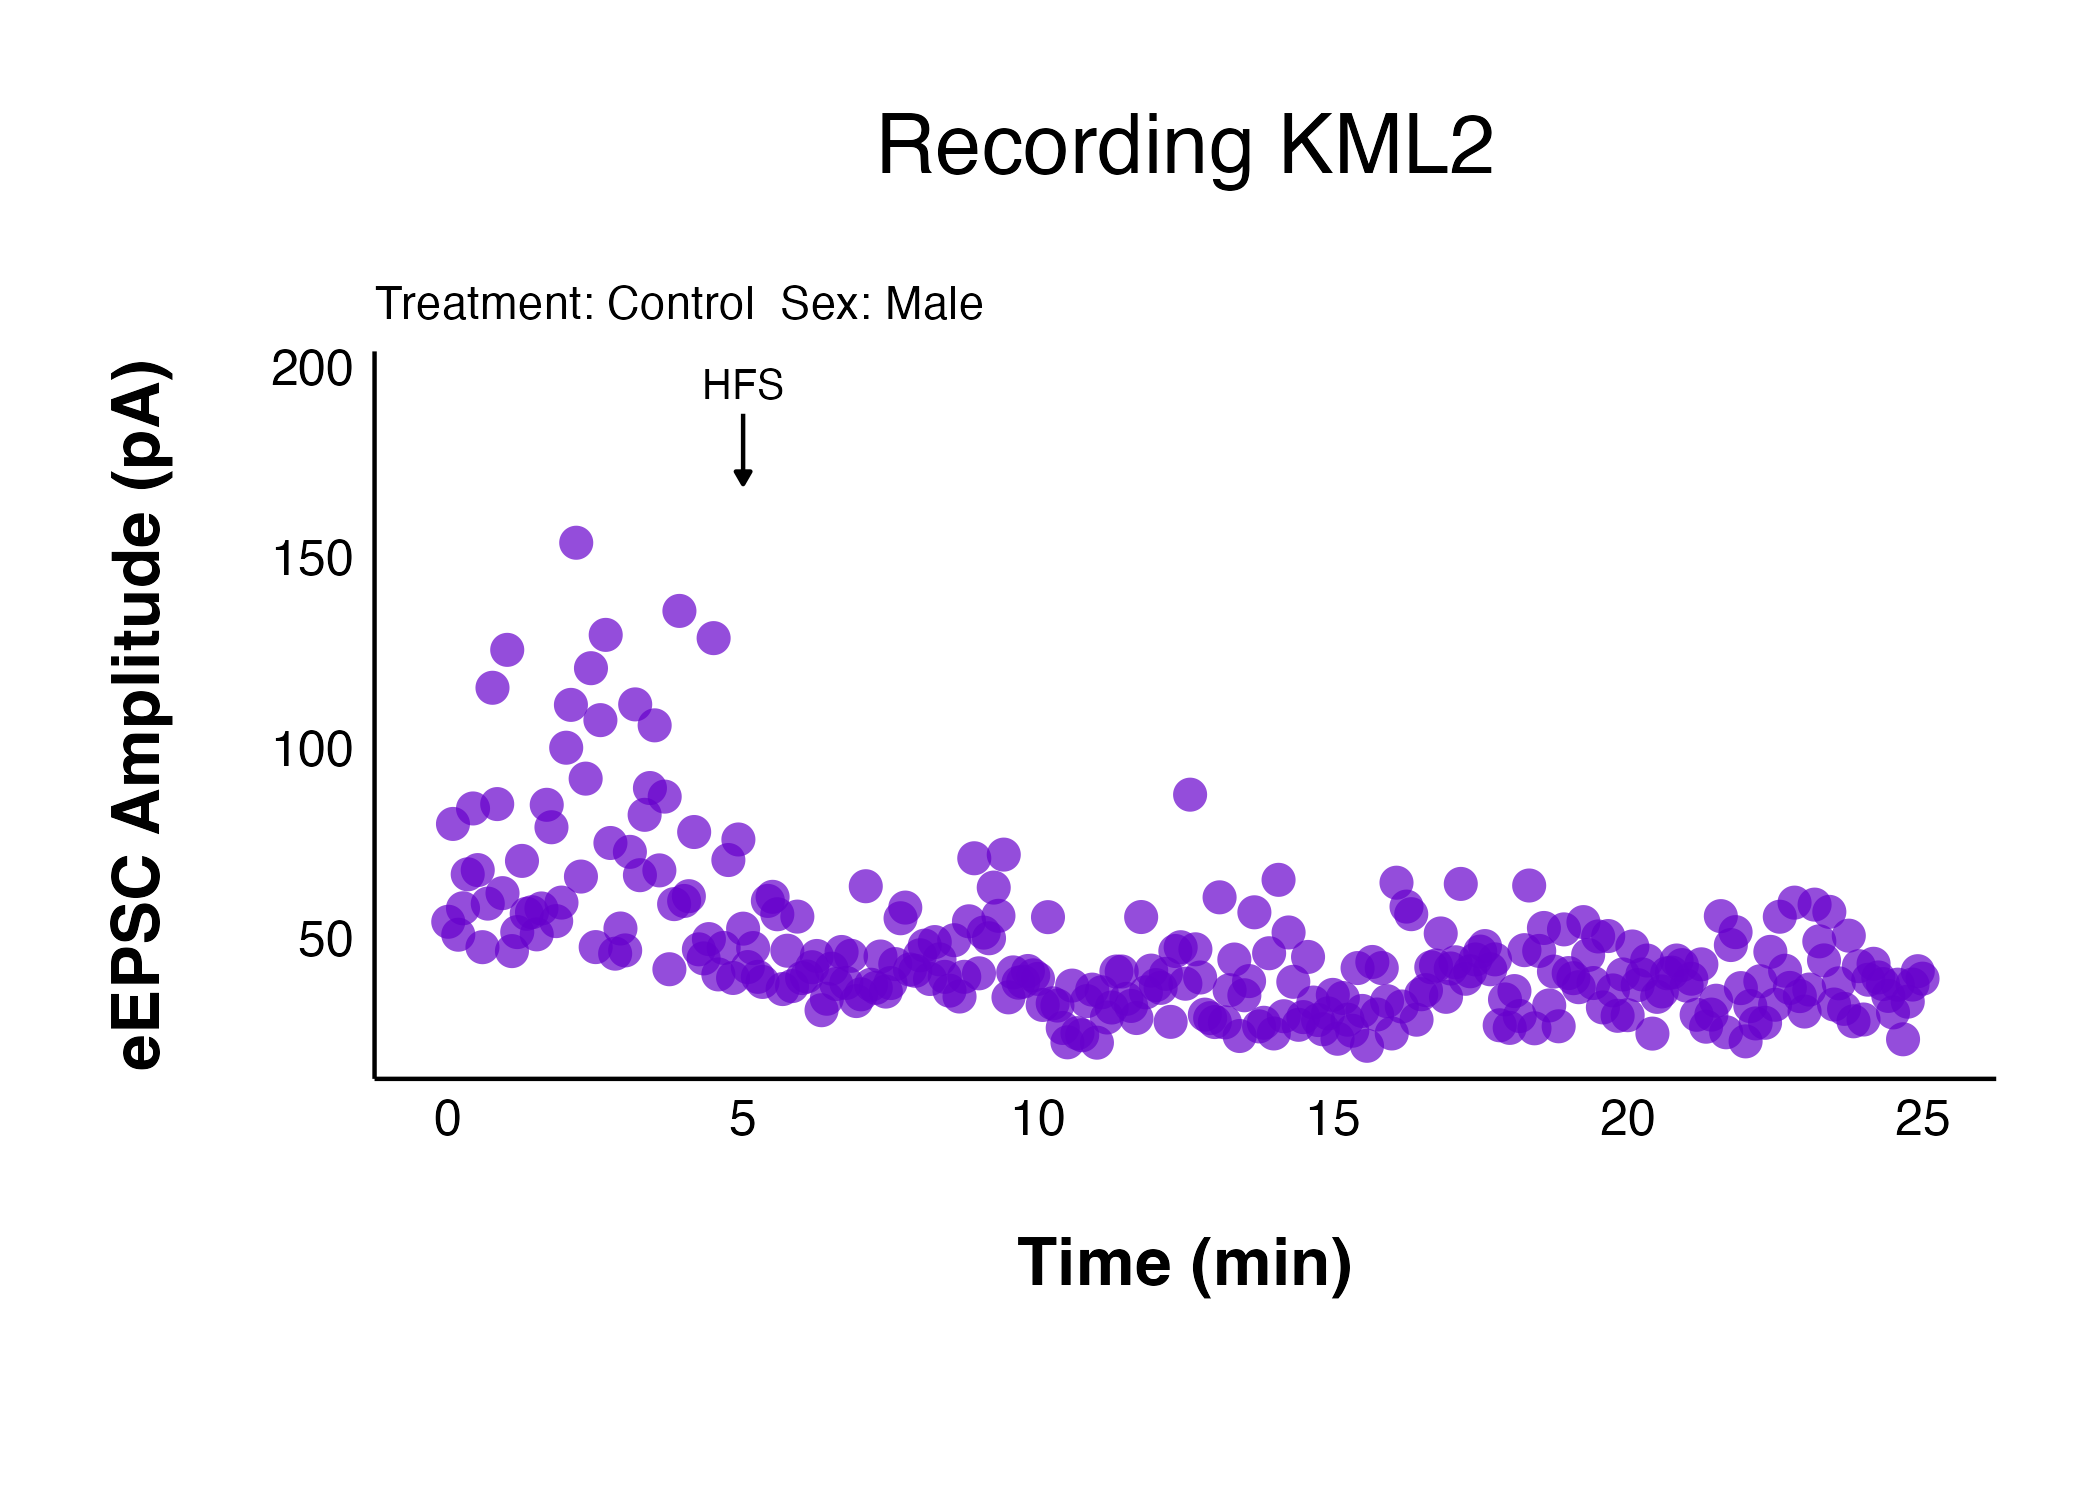 Recording KML2
Treatment: Control  Sex: Male
eEPSC Amplitude (pA)
200
150
100
50
HFS
0 5 10 15 20 25
Time (min)